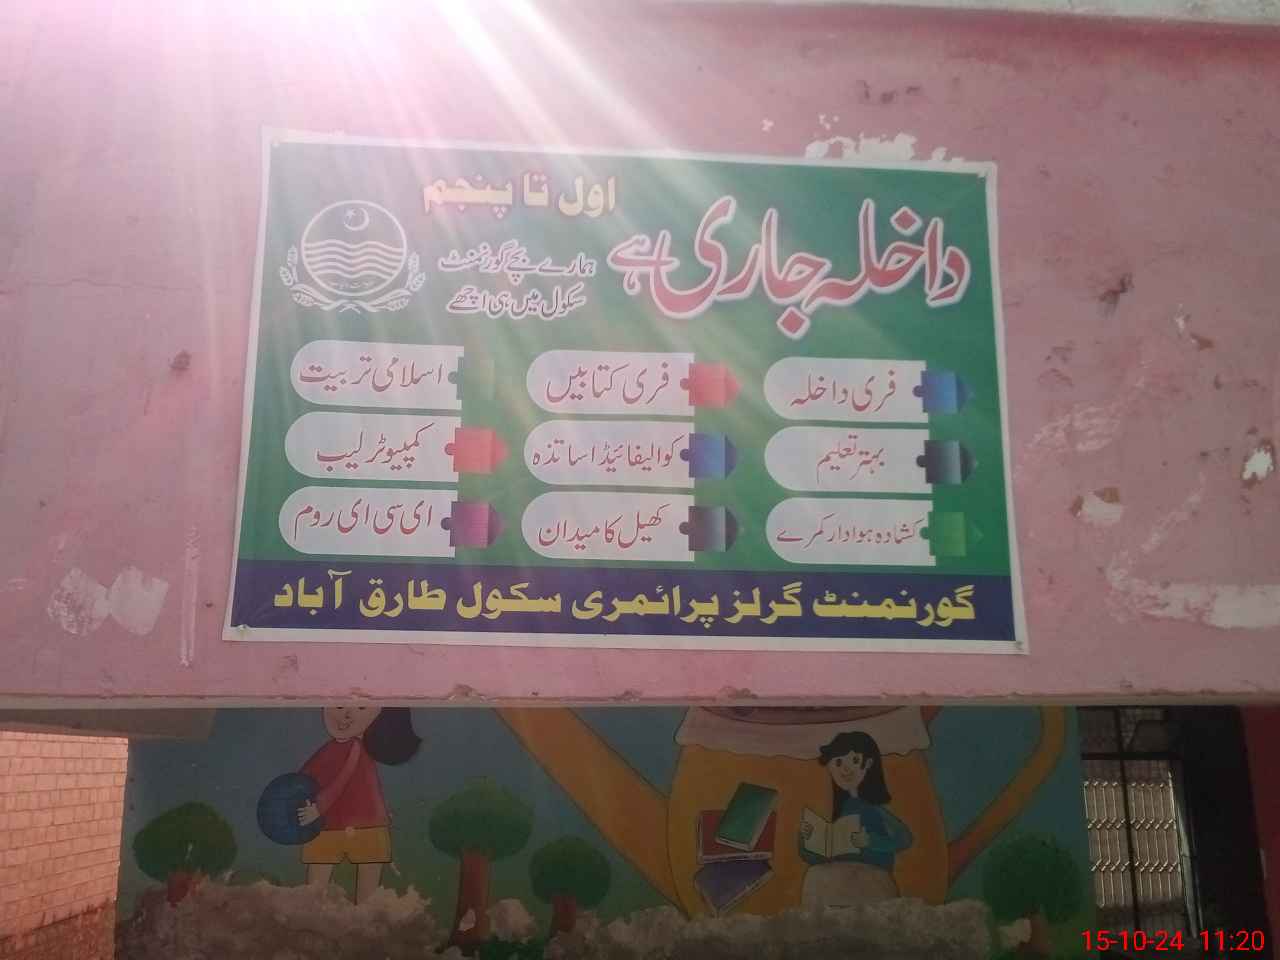 داخلہ جاری ہے
اول تا پنجم
ہمارے بچے گورنمنٹ
سکول میں ہی اچھے
فری داخلہ
فری کتابیں
اسلامی تربیت
بہتر تعلیم
کوالیفائیڈ اساتذہ
کمپیوٹر لیب
کشادہ ہوادار کمرے
کھیل کا میدان
ای سی ای روم
گورنمنٹ گرلز پرائمری سکول طارق آباد
15-10-24 11:20